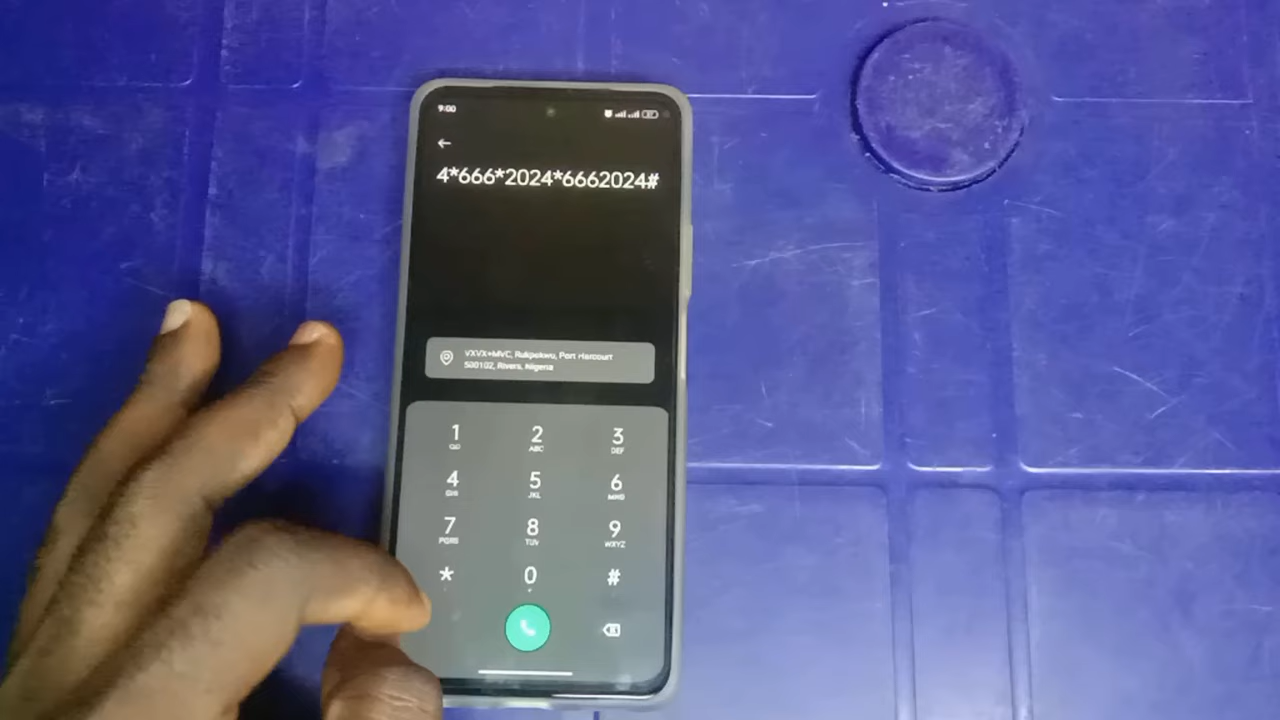 9:00
4*666*2024*6662024#
VXVX+MVC, Rukpokwu, Port Harcourt
500102, Rivers, Nigeria
1 2 3
ABC DEF
4 5 6
GHI JKL MNO
7 8 9
PQRS TUV WXYZ
* 0 #